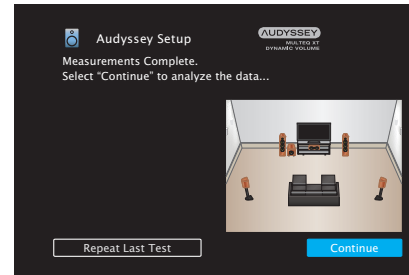 Audyssey Setup
AUDYSSEY
MULTEQ XT
DYNAMIC VOLUME
Measurements Complete.
Select “Continue” to analyze the data...
Repeat Last Test
Continue